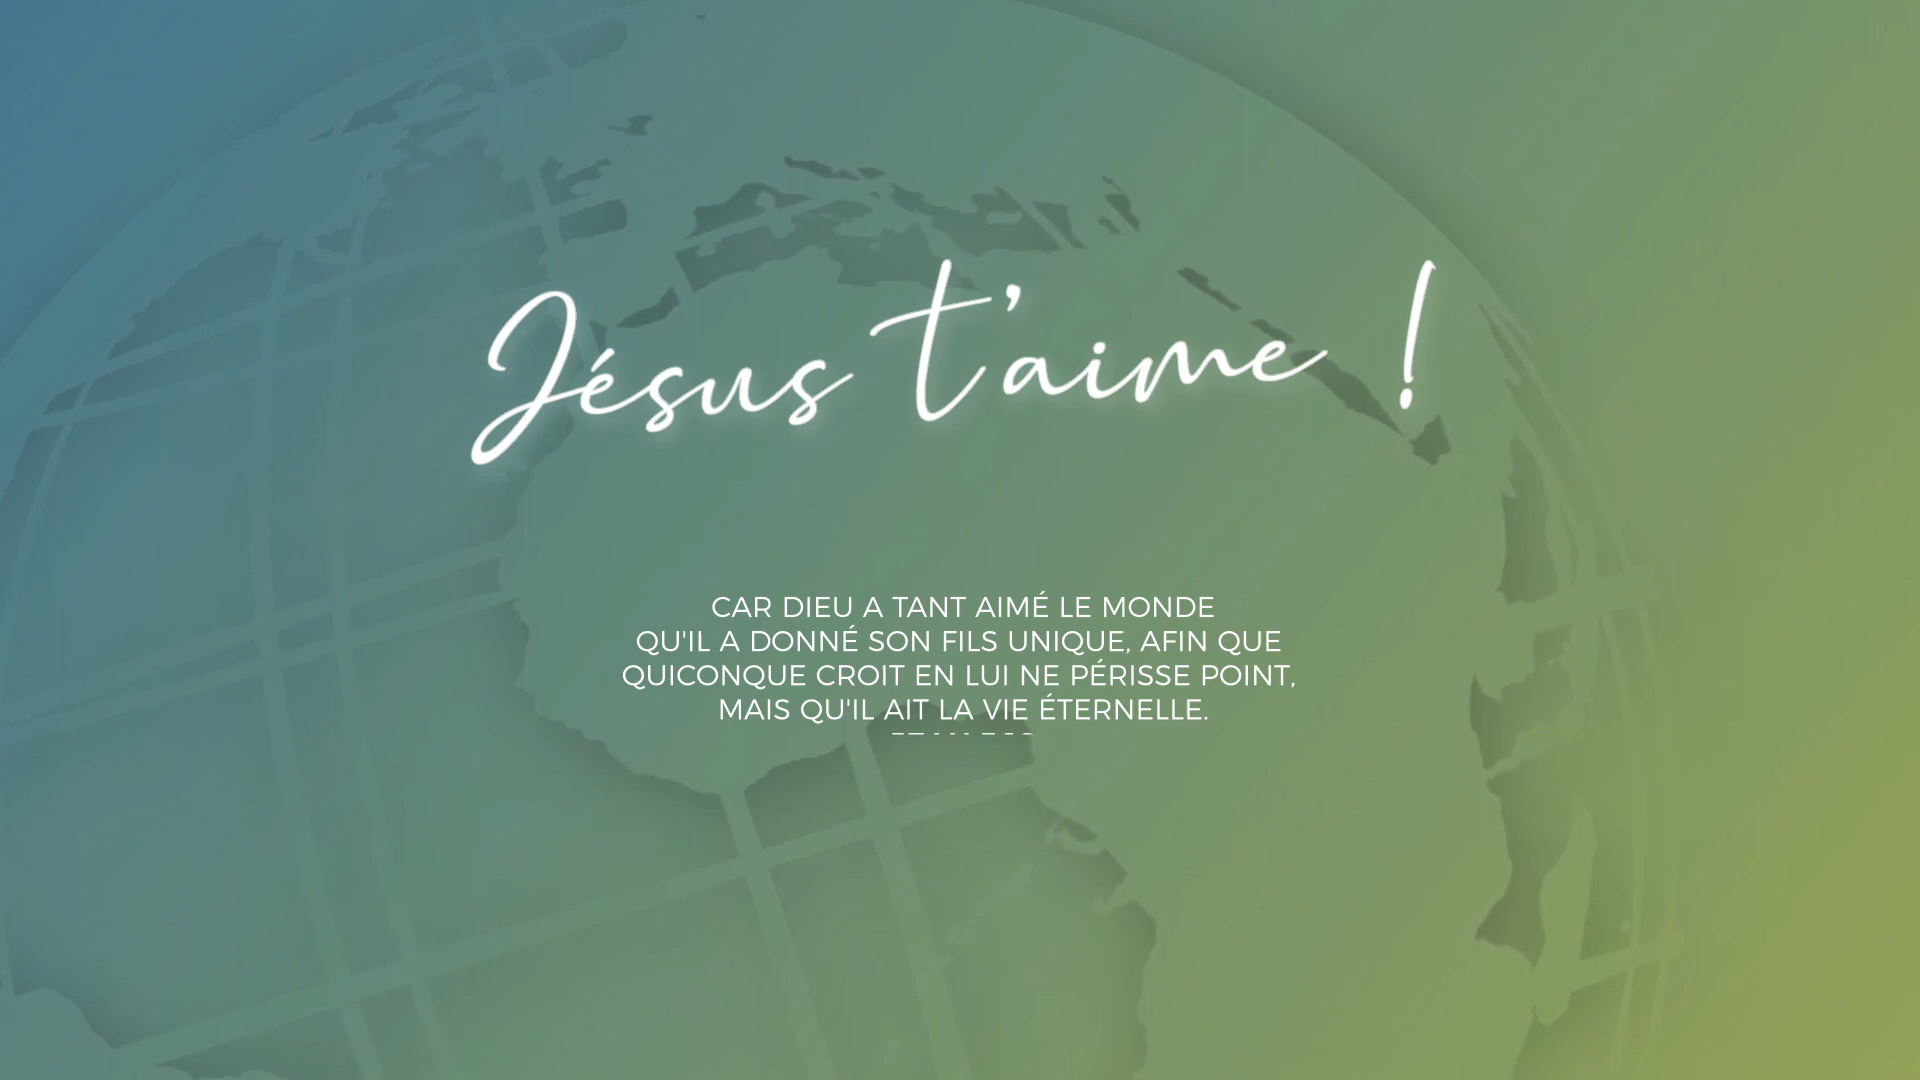 Jésus t'aime !
CAR DIEU A TANT AIMÉ LE MONDE
QU'IL A DONNÉ SON FILS UNIQUE, AFIN QUE
QUICONQUE CROIT EN LUI NE PÉRISSE POINT,
MAIS QU'IL AIT LA VIE ÉTERNELLE.